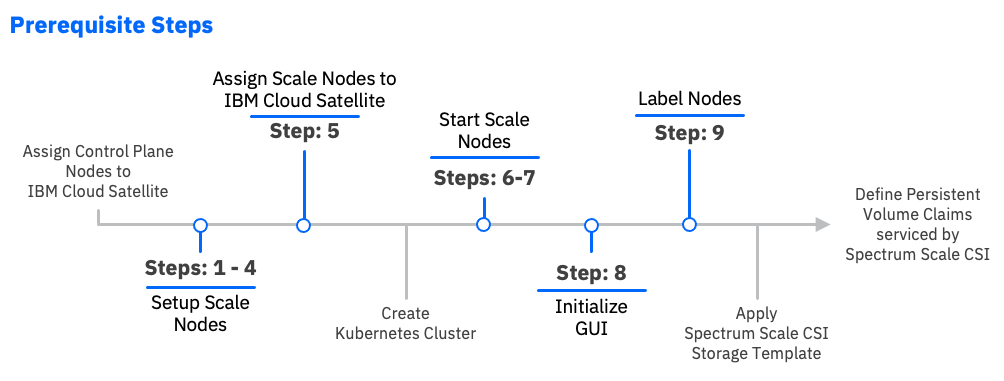 Prerequisite Steps
Assign Control Plane
Nodes to
IBM Cloud Satellite
Steps: 1 - 4
Setup Scale
Nodes
Assign Scale Nodes to
IBM Cloud Satellite
Step: 5
Create
Kubernetes Cluster
Start Scale
Nodes
Steps: 6-7
Step: 8
Initialize
GUI
Label Nodes
Step: 9
Apply
Spectrum Scale CSI
Storage Template
Define Persistent
Volume Claims
serviced by
Spectrum Scale CSI